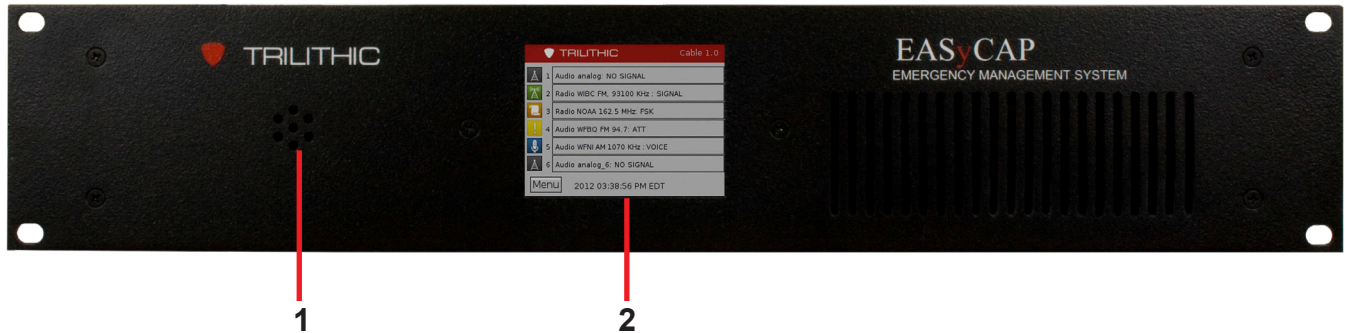 TRILITHIC
TRILITHIC Cable 1.0
1 Audio analog: NO SIGNAL
2 Radio WIBC FM, 93100 KHz : SIGNAL
3 Radio NOAA 162.5 MHz: FSK
4 Audio WFBQ FM 94.7: ATT
5 Audio WFNI AM 1070 KHz : VOICE
6 Audio analog_6: NO SIGNAL
Menu 2012 03:38:56 PM EDT
EASyCAP
EMERGENCY MANAGEMENT SYSTEM
1 2